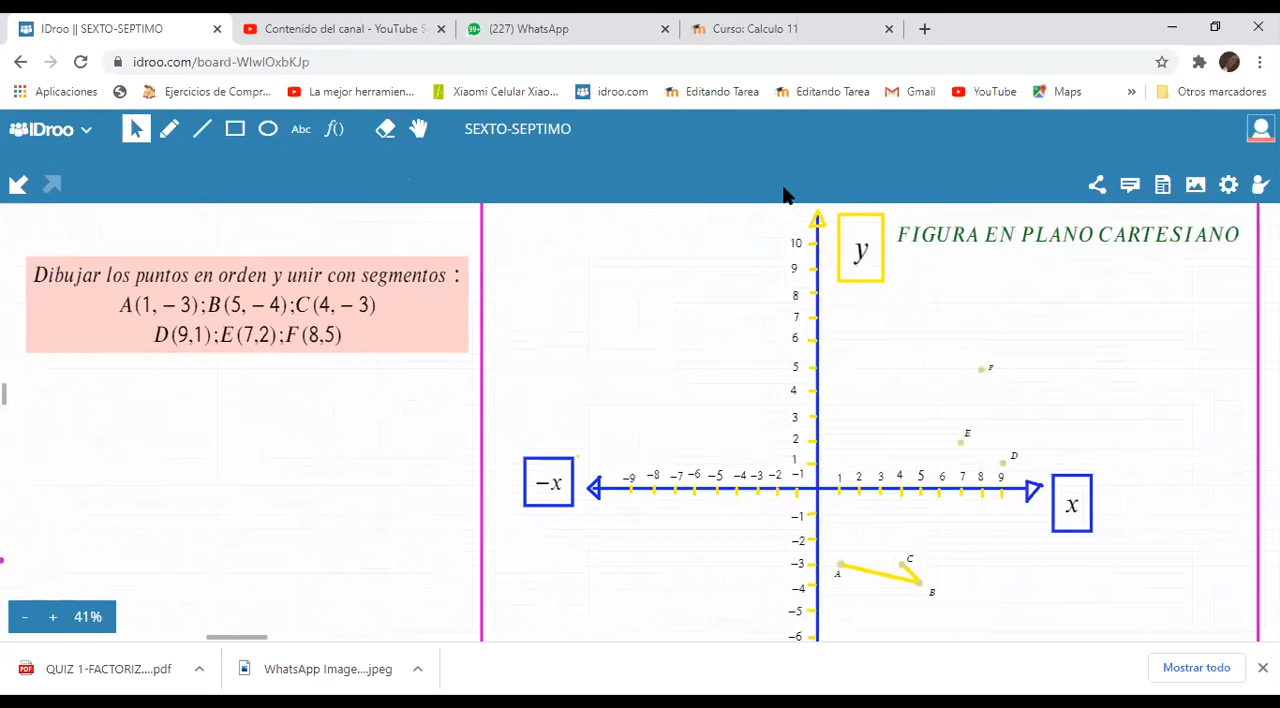 IDroo || SEXTO-SEPTIMO
Contenido del canal - YouTube S
99+ (227) WhatsApp
Curso: Calculo 11
idroo.com/board-WIwIOxbKJp
Aplicaciones
Ejercicios de Compr...
La mejor herramien...
Xiaomi Celular Xiao...
idroo.com
Editando Tarea
Editando Tarea
Gmail
YouTube
Maps
»
Otros marcadores
IDroo
Abc
f()
SEXTO-SEPTIMO
Dibujar los puntos en orden y unir con segmentos :
A(1, − 3);B(5, − 4);C(4, − 3)
D(9,1);E(7,2);F(8,5)
FIGURA EN PLANO CARTESIANO
y
10
9
8
7
6
5
4
3
2
1
F
E
D
−9 −8 −7 −6 −5 −4 −3 −2 −1 1 2 3 4 5 6 7 8 9
−x
x
−1
−2
−3
−4
−5
−6
A
C
B
- + 41%
PDF QUIZ 1-FACTORIZ....pdf
WhatsApp Image....jpeg
Mostrar todo